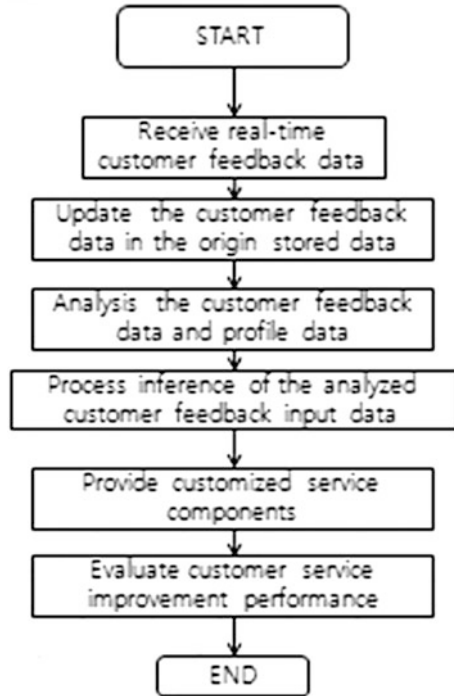 START
Receive real-time
customer feedback data
Update the customer feedback
data in the origin stored data
Analysis the customer feedback
data and profile data
Process inference of the analyzed
customer feedback input data
Provide customized service
components
Evaluate customer service
improvement performance
END